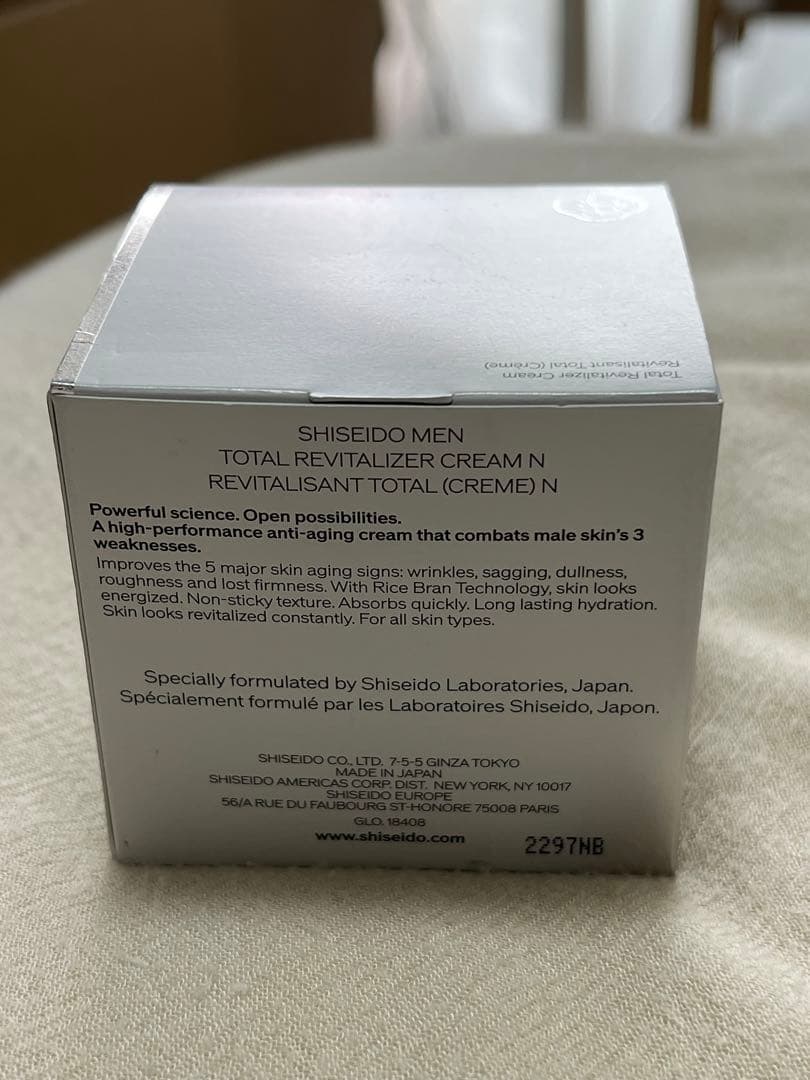 Total Revitalizer Cream
Revitalisant Total (Crème)
SHISEIDO MEN
TOTAL REVITALIZER CREAM N
REVITALISANT TOTAL (CREME) N
Powerful science. Open possibilities.
A high-performance anti-aging cream that combats male skin's 3
weaknesses.
Improves the 5 major skin aging signs: wrinkles, sagging, dullness,
roughness and lost firmness. With Rice Bran Technology, skin looks
energized. Non-sticky texture. Absorbs quickly. Long lasting hydration.
Skin looks revitalized constantly. For all skin types.
Specially formulated by Shiseido Laboratories, Japan.
Spécialement formulé par les Laboratoires Shiseido, Japon.
SHISEIDO CO., LTD. 7-5-5 GINZA TOKYO
MADE IN JAPAN
SHISEIDO AMERICAS CORP. DIST. NEW YORK, NY 10017
SHISEIDO EUROPE
56/A RUE DU FAUBOURG ST-HONORE 75008 PARIS
GLO. 18408
www.shiseido.com
2297NB